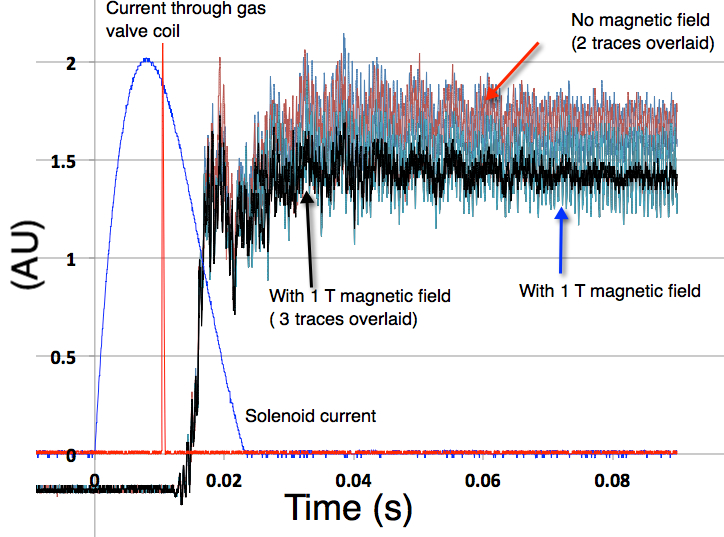 Current through gas
valve coil
No magnetic field
(2 traces overlaid)
2
1.5
(AU)
1
With 1 T magnetic field
( 3 traces overlaid)
With 1 T magnetic field
0.5
Solenoid current
0
0
0.02
0.04
0.06
0.08
Time (s)